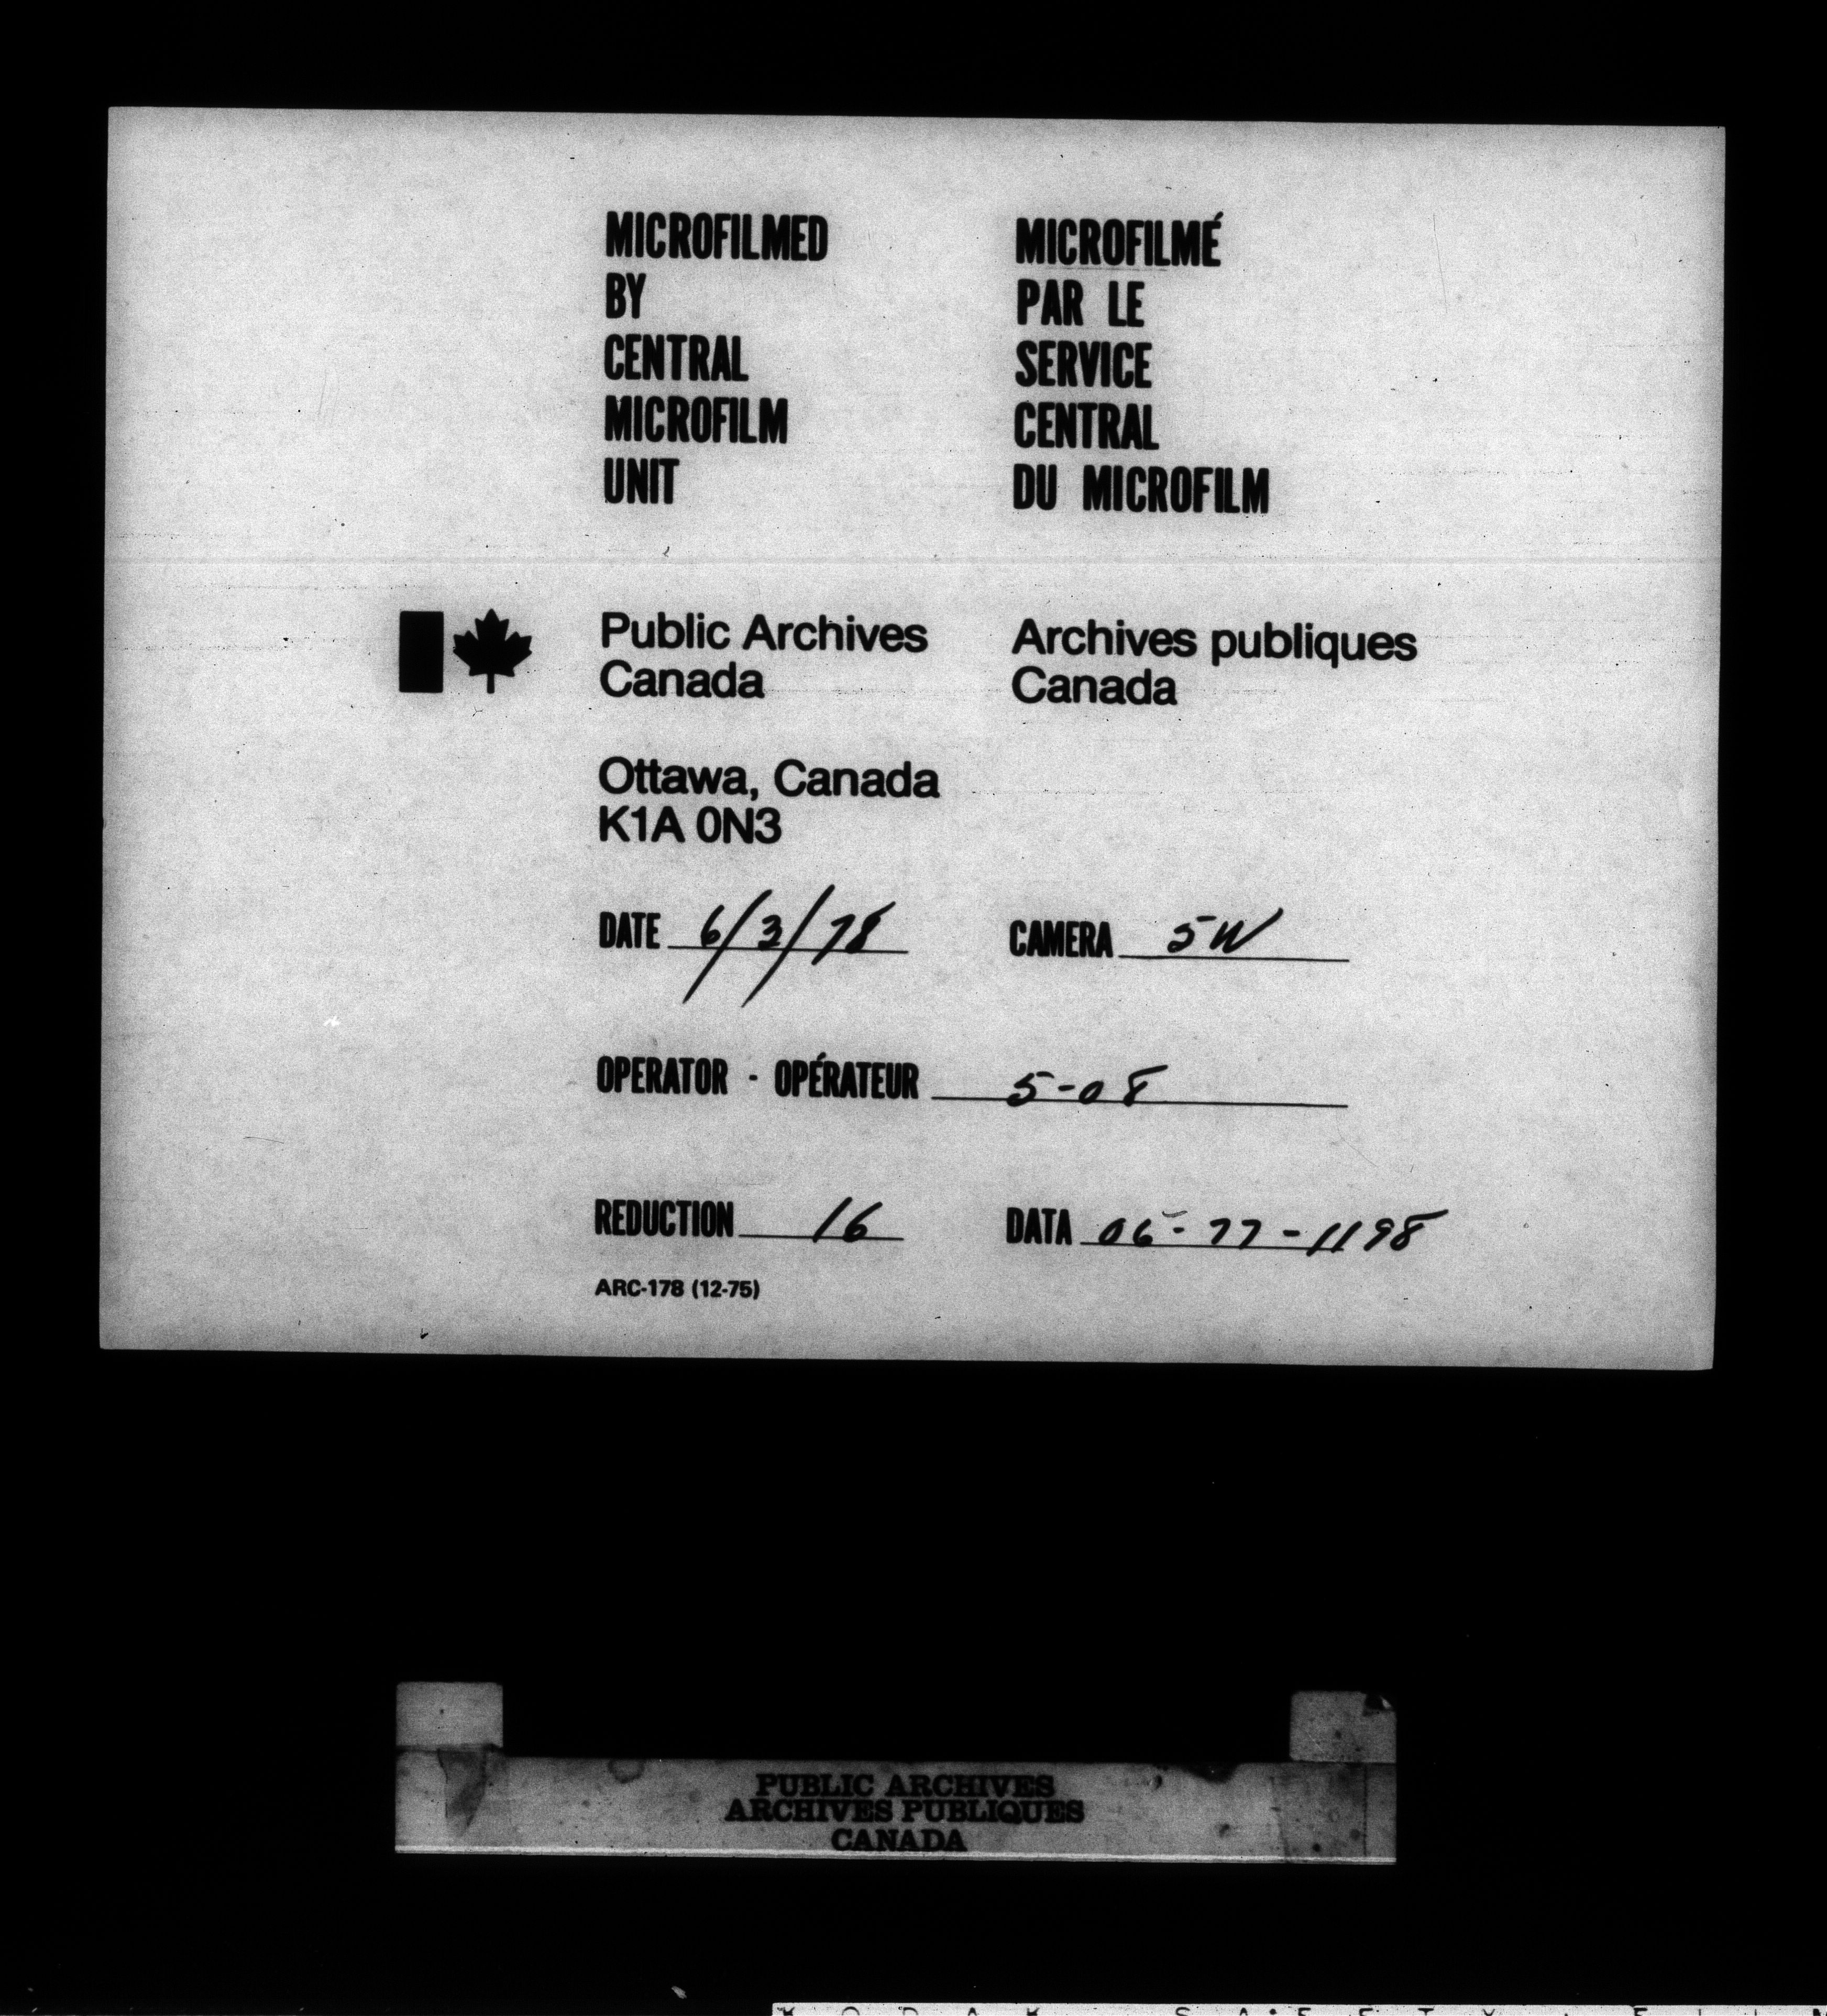 MICROFILMED
BY
CENTRAL
MICROFILM
UNIT
MICROFILMÉ
PAR LE
SERVICE
CENTRAL
DU MICROFILM
Public Archives
Canada
Archives publiques
Canada
Ottawa, Canada
K1A 0N3
DATE 6/3/78
CAMERA 5W
OPERATOR - OPÉRATEUR 5-08
REDUCTION 16
DATA 06-77-1198
ARC-178 (12-75)
PUBLIC ARCHIVES
ARCHIVES PUBLIQUES
CANADA